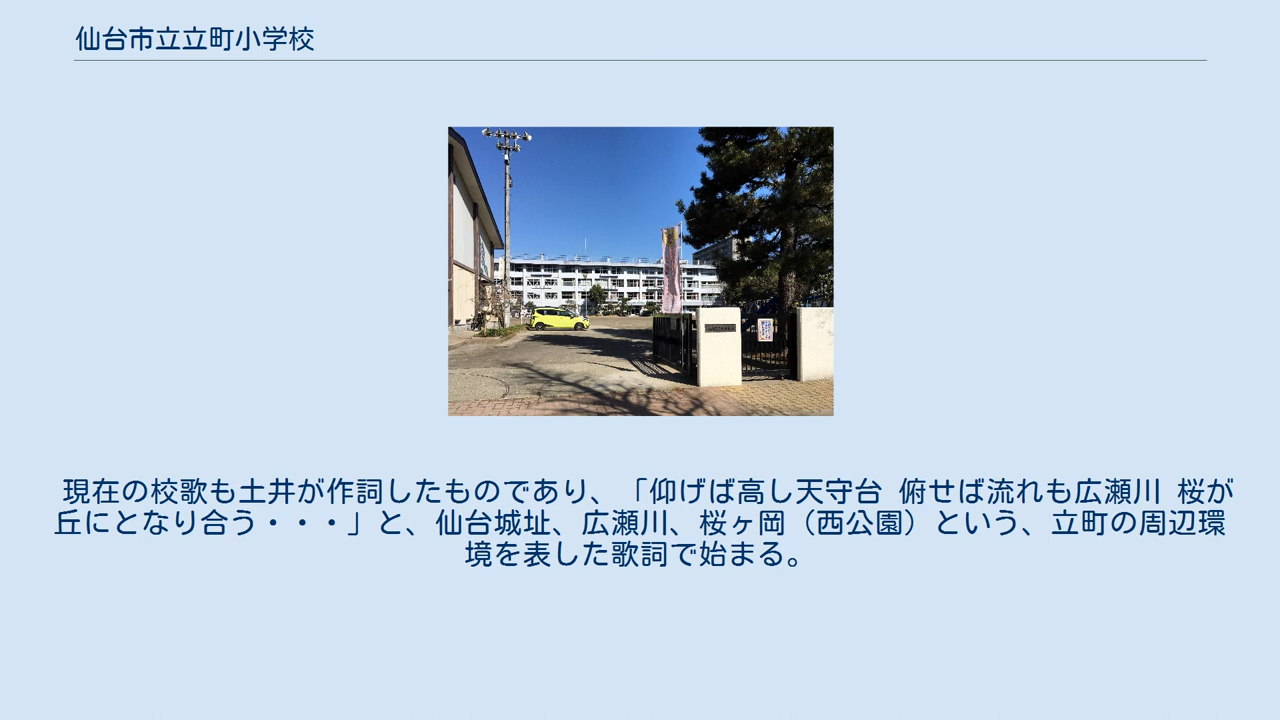 仙台市立立町小学校
現在の校歌も土井が作詞したものであり、「仰げば高し天守台 俯せば流れも広瀬川 桜が
丘にとなり合う・・・」と、仙台城址、広瀬川、桜ヶ岡（西公園）という、立町の周辺環
境を表した歌詞で始まる。